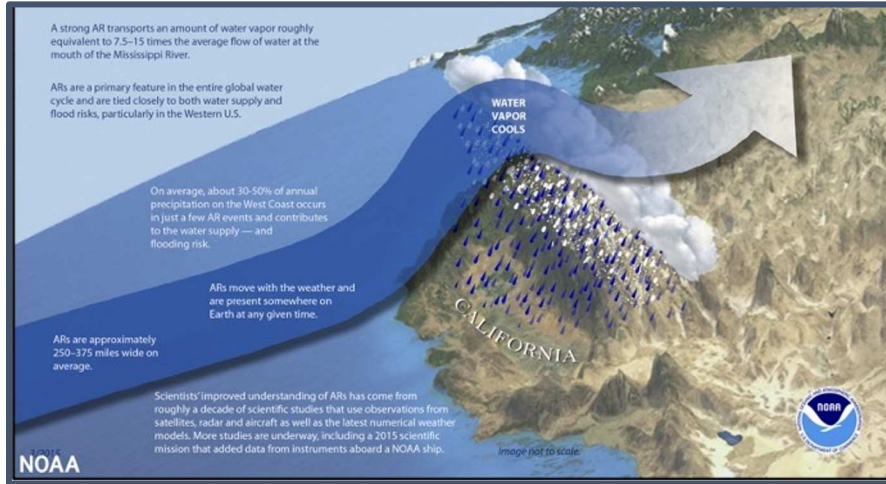 A strong AR transports an amount of water vapor roughly
equivalent to 7.5–15 times the average flow of water at the
mouth of the Mississippi River.
ARs are a primary feature in the entire global water
cycle and are tied closely to both water supply and
flood risks, particularly in the Western U.S.
WATER
VAPOR
COOLS
On average, about 30-50% of annual
precipitation on the West Coast occurs
in just a few AR events and contributes
to the water supply — and
flooding risk.
ARs move with the weather and
are present somewhere on
Earth at any given time.
CALIFORNIA
ARs are approximately
250–375 miles wide on
average.
Scientists' improved understanding of ARs has come from
roughly a decade of scientific studies that use observations from
satellites, radar and aircraft as well as the latest numerical weather
models. More studies are underway, including a 2015 scientific
mission that added data from instruments aboard a NOAA ship.
Image not to scale.
NOAA
NOAA